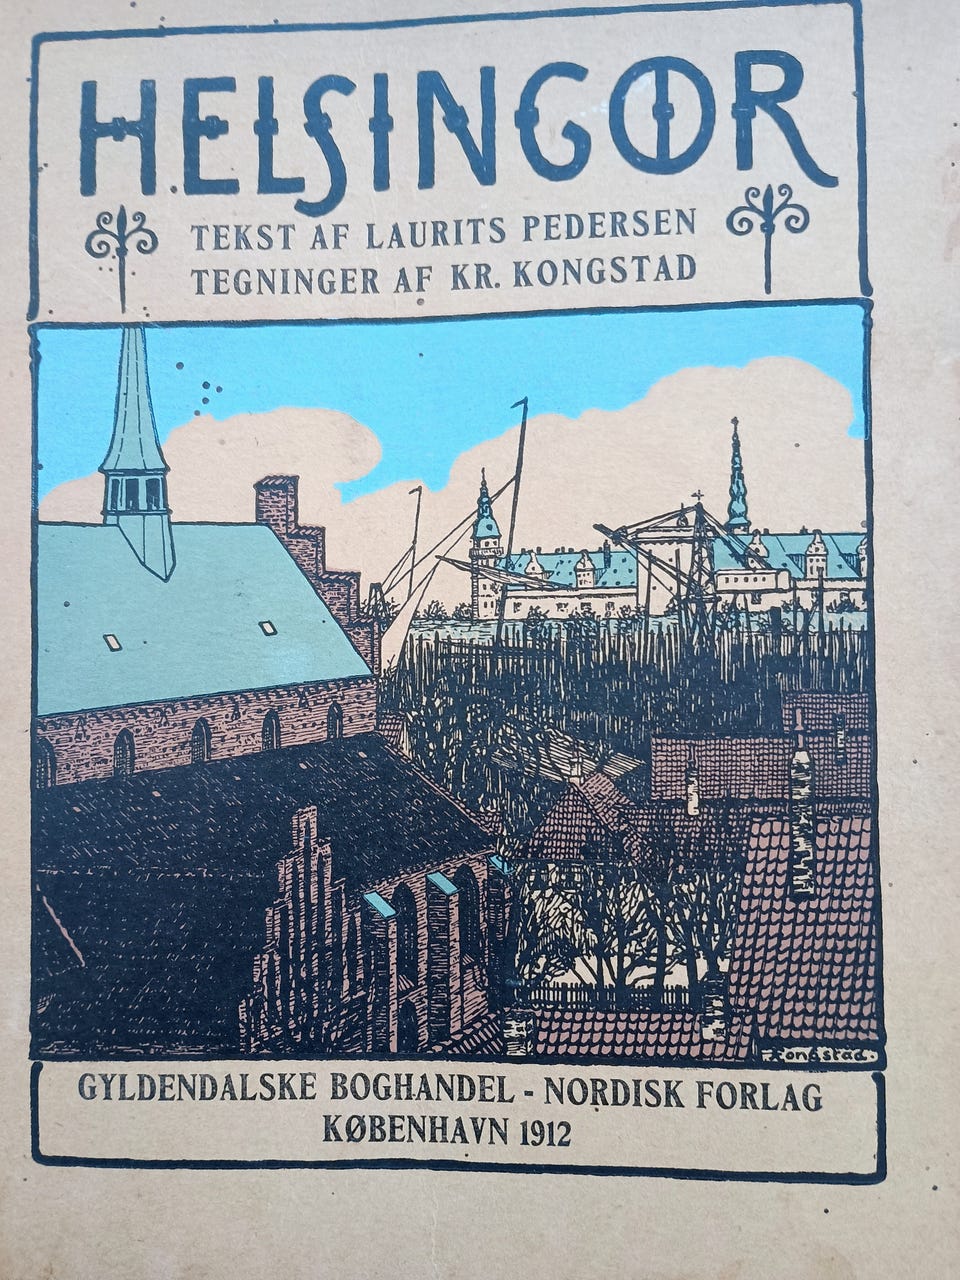 HELSINGØR
TEKST AF LAURITS PEDERSEN
TEGNINGER AF KR. KONGSTAD
Kongstad.
GYLDENDALSKE BOGHANDEL - NORDISK FORLAG
KØBENHAVN 1912